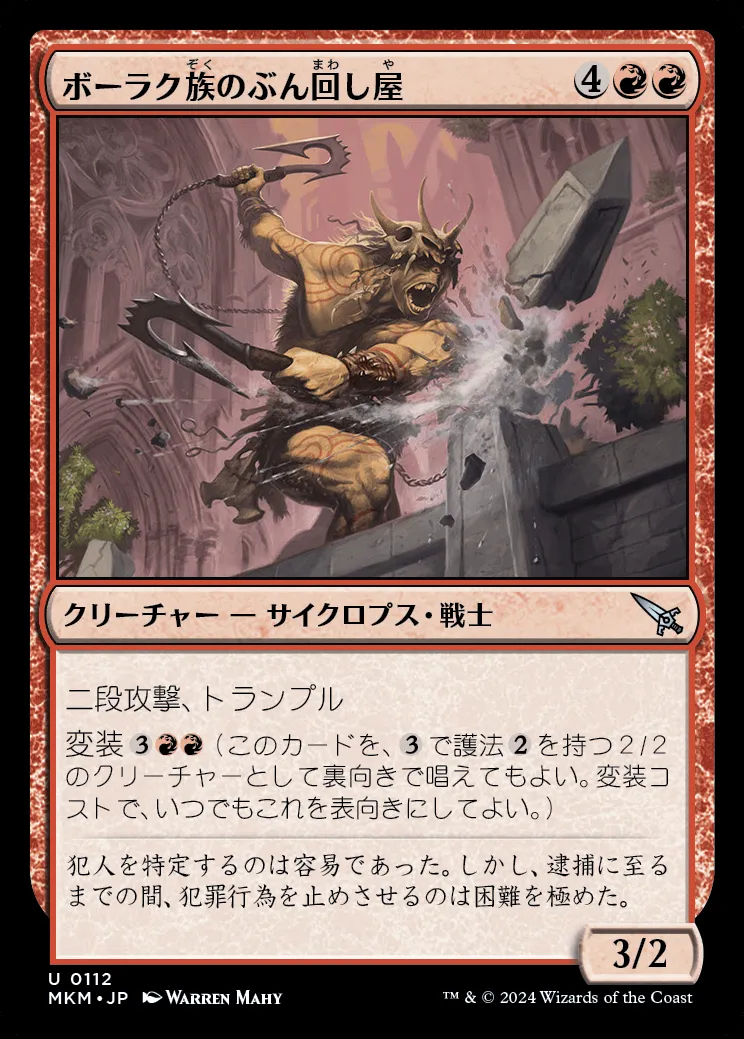 ボーラク族のぶん回し屋 4
ぞく まわ や
クリーチャー — サイクロプス・戦士
二段攻撃、トランプル
変装 3 （このカードを、3 で護法 2 を持つ２/２
のクリーチャーとして裏向きで唱えてもよい。変装コ
ストで、いつでもこれを表向きにしてよい。）
犯人を特定するのは容易であった。しかし、逮捕に至る
までの間、犯罪行為を止めさせるのは困難を極めた。
3/2
U 0112
MKM • JP Warren Mahy
™ & © 2024 Wizards of the Coast